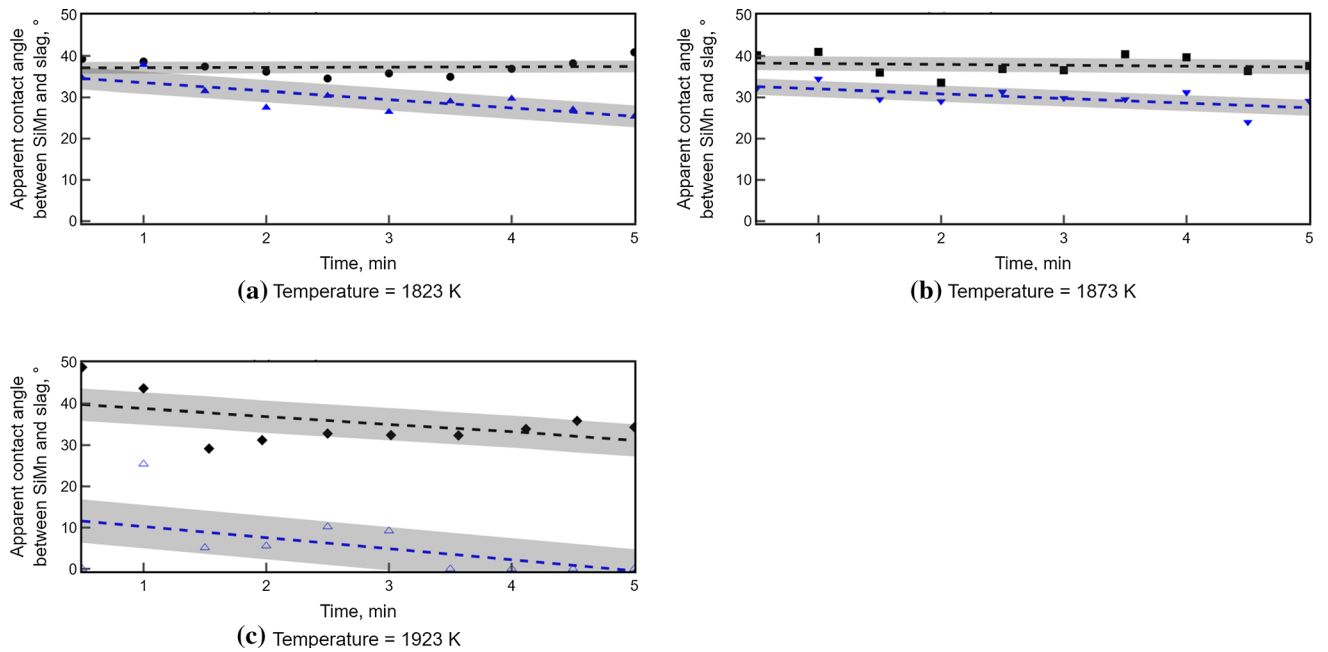 Apparent contact angle
between SiMn and slag, °
50
40
30
20
10
0
1 2 3 4 5
Time, min
(a) Temperature = 1823 K
Apparent contact angle
between SiMn and slag, °
50
40
30
20
10
0
1 2 3 4 5
Time, min
(b) Temperature = 1873 K
Apparent contact angle
between SiMn and slag, °
50
40
30
20
10
0
1 2 3 4 5
Time, min
(c) Temperature = 1923 K